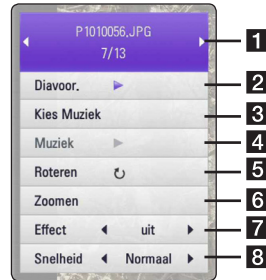 P1010056.JPG
7/13
1
Diavoor.
2
Kies Muziek
3
Muziek
4
Roteren
5
Zoomen
6
Effect uit
7
Snelheid Normaal
8